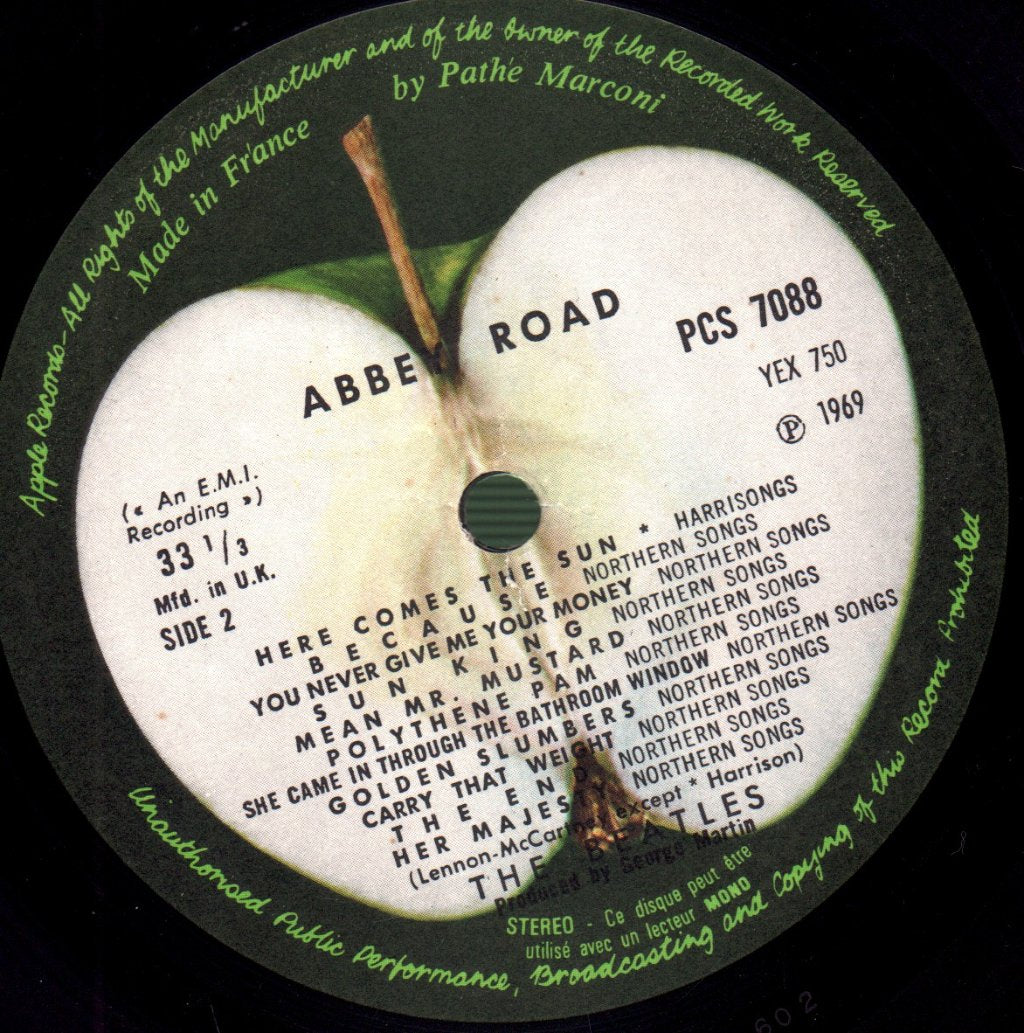 Apple Records-All Rights of the Manufacturer and of the Owner of the Recorded Work Reserved
Made in France by Pathé Marconi
ABBEY ROAD
PCS 7088
YEX 750
Ⓟ 1969
(« An E.M.I.
Recording »)
33 1/3
Mfd. in U.K.
SIDE 2
HERE COMES THE SUN * HARRISONGS
BECAUSE NORTHERN SONGS
YOU NEVER GIVE ME YOUR MONEY NORTHERN SONGS
SUN KING NORTHERN SONGS
MEAN MR. MUSTARD NORTHERN SONGS
POLYTHENE PAM NORTHERN SONGS
SHE CAME IN THROUGH THE BATHROOM WINDOW NORTHERN SONGS
GOLDEN SLUMBERS NORTHERN SONGS
CARRY THAT WEIGHT NORTHERN SONGS
THE END NORTHERN SONGS
HER MAJESTY NORTHERN SONGS
(Lennon-McCartney except * Harrison)
THE BEATLES
Produced by George Martin
STEREO - Ce disque peut être
utilisé avec un lecteur MONO
Unauthorised Public Performance, Broadcasting and Copying of this Record Prohibited
602